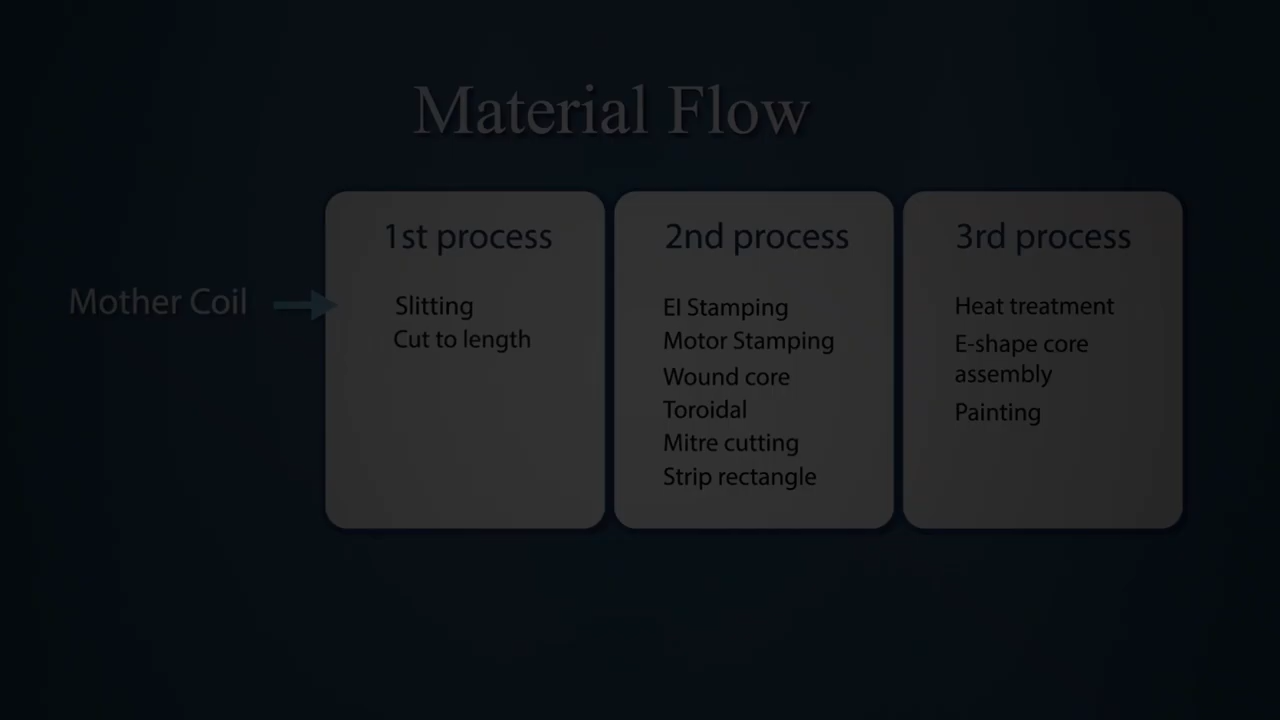 Material Flow
Mother Coil
1st process
Slitting
Cut to length
2nd process
EI Stamping
Motor Stamping
Wound core
Toroidal
Mitre cutting
Strip rectangle
3rd process
Heat treatment
E-shape core
assembly
Painting